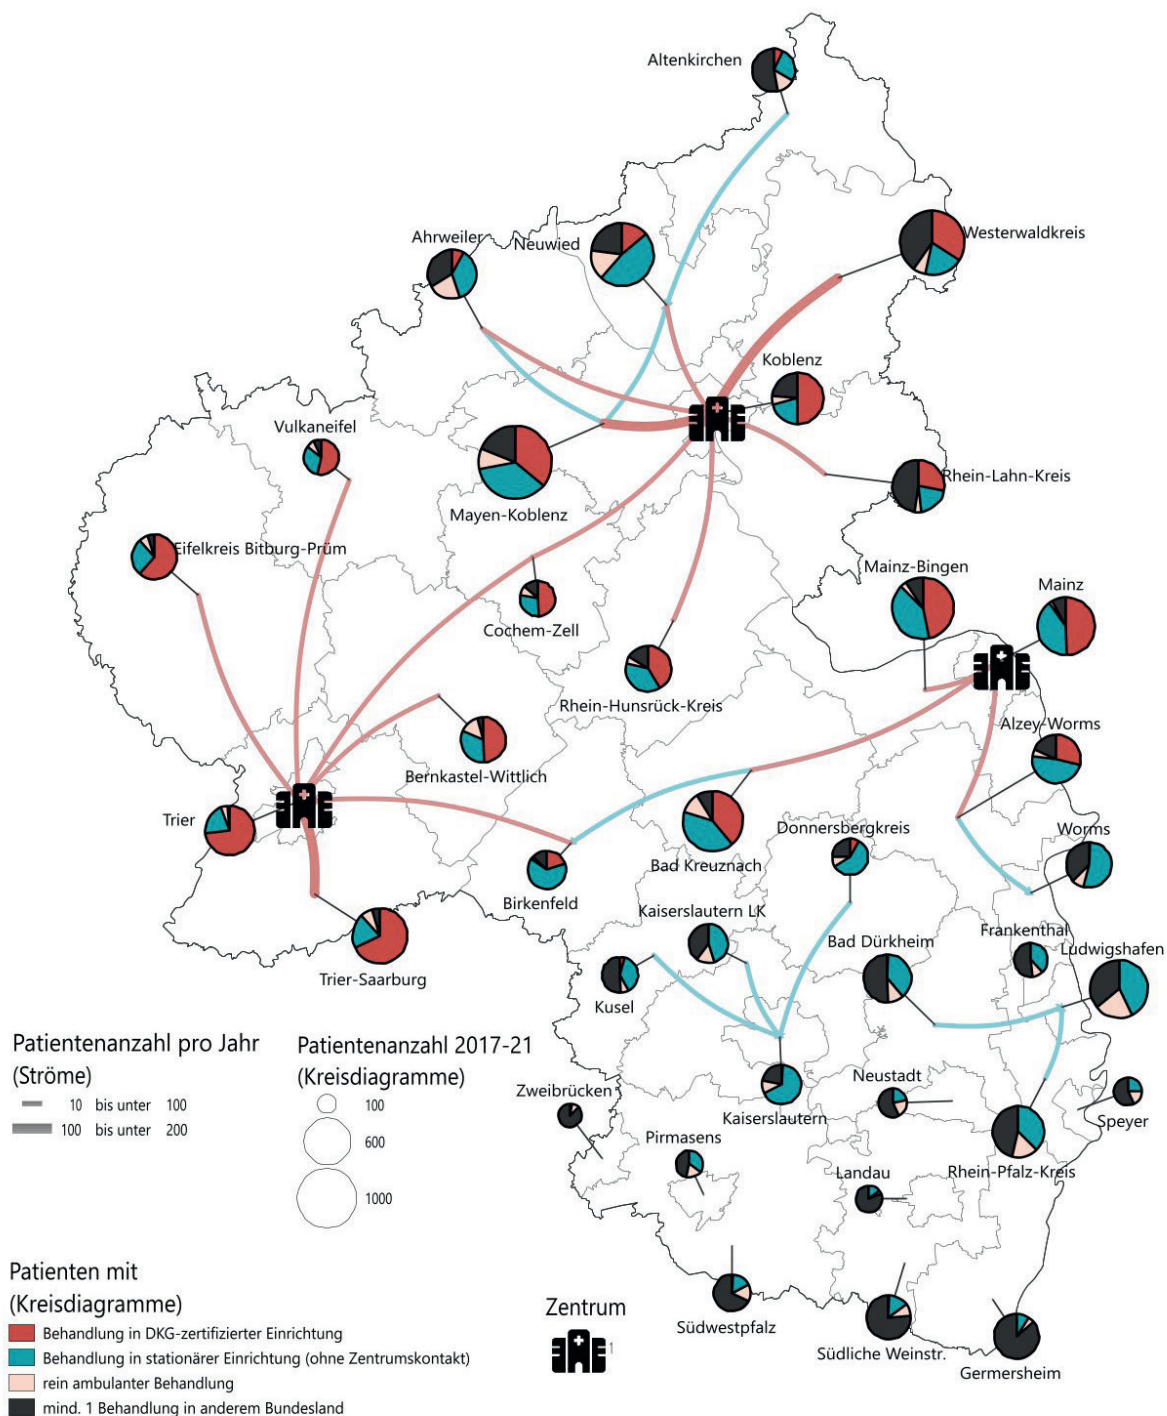 Altenkirchen
Westerwaldkreis
Ahrweiler
Neuwied
Koblenz
Vulkaneifel
Rhein-Lahn-Kreis
Mayen-Koblenz
Eifelkreis Bitburg-Prüm
Mainz-Bingen
Mainz
Cochem-Zell
Rhein-Hunsrück-Kreis
Alzey-Worms
Bernkastel-Wittlich
Trier
Donnersbergkreis
Worms
Bad Kreuznach
Birkenfeld
Kaiserslautern LK
Bad Dürkheim
Frankenthal
Ludwigshafen
Trier-Saarburg
Kusel
Patientenanzahl pro Jahr
(Ströme)
10 bis unter 100
100 bis unter 200
Patientenanzahl 2017-21
(Kreisdiagramme)
100
600
1000
Zweibrücken
Kaiserslautern
Neustadt
Speyer
Pirmasens
Landau
Rhein-Pfalz-Kreis
Patienten mit
(Kreisdiagramme)
Behandlung in DKG-zertifizierter Einrichtung
Behandlung in stationärer Einrichtung (ohne Zentrumskontakt)
rein ambulanter Behandlung
mind. 1 Behandlung in anderem Bundesland
Zentrum
1
Südwestpfalz
Südliche Weinstr.
Germersheim